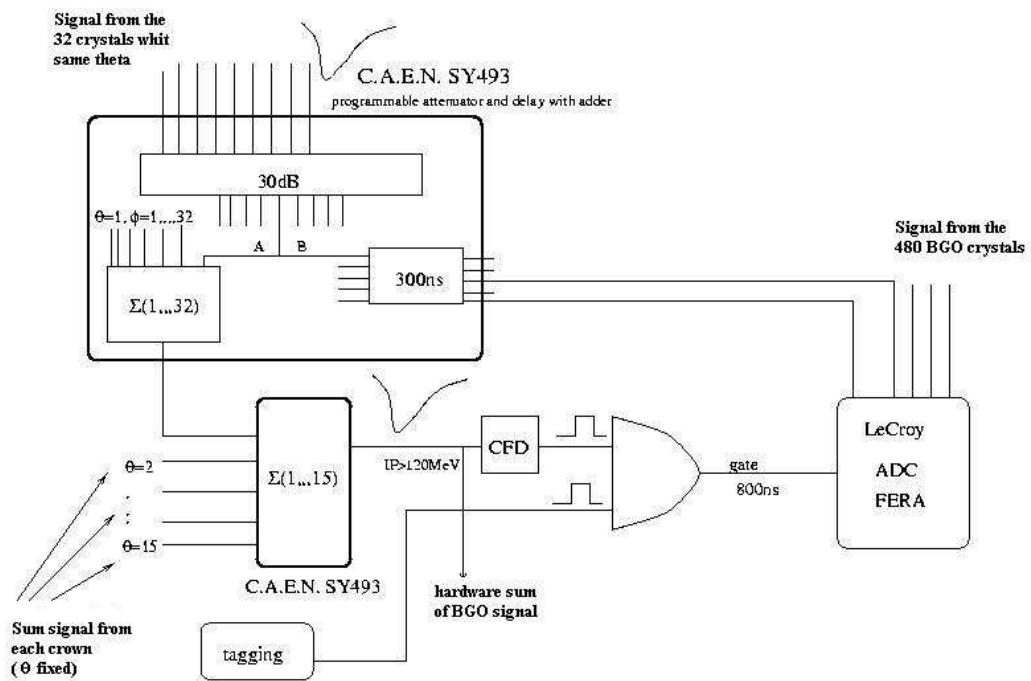 Signal from the
32 crystals whit
same theta
C.A.E.N. SY493
programmable attenuator and delay with adder
30dB
θ=1, ϕ=1,,,,32
A
B
300ns
Σ(1,,,32)
Signal from the
480 BGO crystals
LeCroy
ADC
FERA
Σ(1,,,15)
IF>120MeV
CFD
gate
800ns
θ=2
θ=15
C.A.E.N. SY493
hardware sum
of BGO signal
Sum signal from
each crown
( θ fixed)
tagging